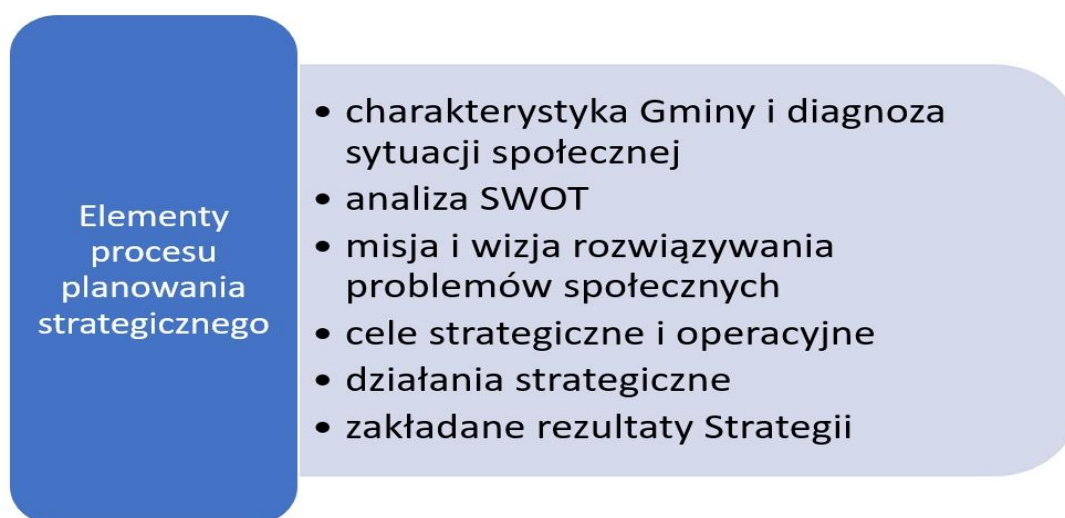 Elementy
procesu
planowania
strategicznego
• charakterystyka Gminy i diagnoza
sytuacji społecznej
• analiza SWOT
• misja i wizja rozwiązywania
problemów społecznych
• cele strategiczne i operacyjne
• działania strategiczne
• zakładane rezultaty Strategii